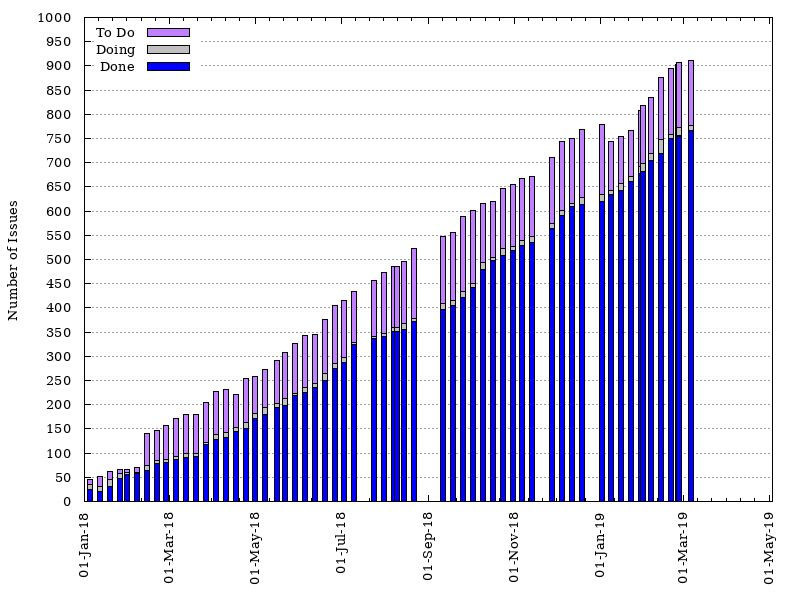 1000
950
900
850
800
750
700
650
600
550
500
450
400
350
300
250
200
150
100
50
0
Number of Issues
To Do
Doing
Done
01-Jan-18
01-Mar-18
01-May-18
01-Jul-18
01-Sep-18
01-Nov-18
01-Jan-19
01-Mar-19
01-May-19